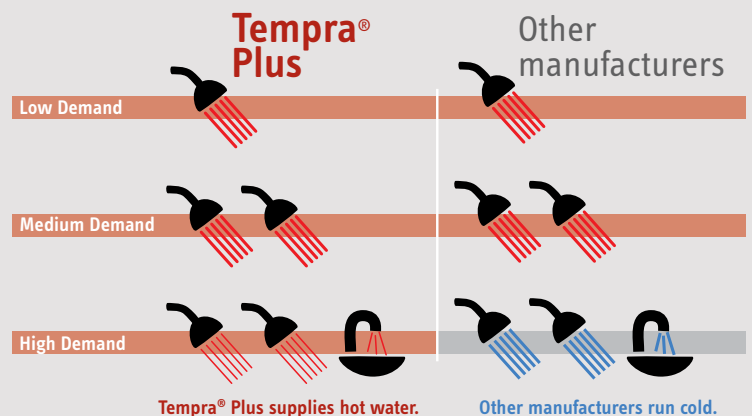 Tempra®
Plus
Other
manufacturers
Low Demand
Medium Demand
High Demand
Tempra® Plus supplies hot water.
Other manufacturers run cold.